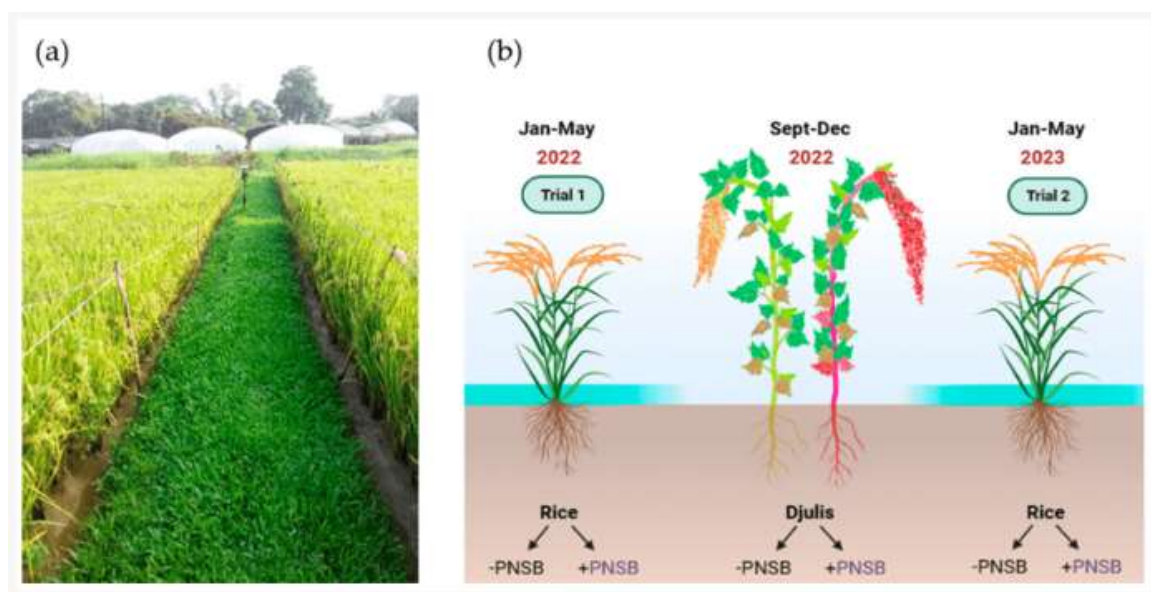 (a)
(b)
Jan-May
2022
Trial 1
Sept-Dec
2022
Jan-May
2023
Trial 2
Rice
-PNSB +PNSB
Djulis
-PNSB +PNSB
Rice
-PNSB +PNSB